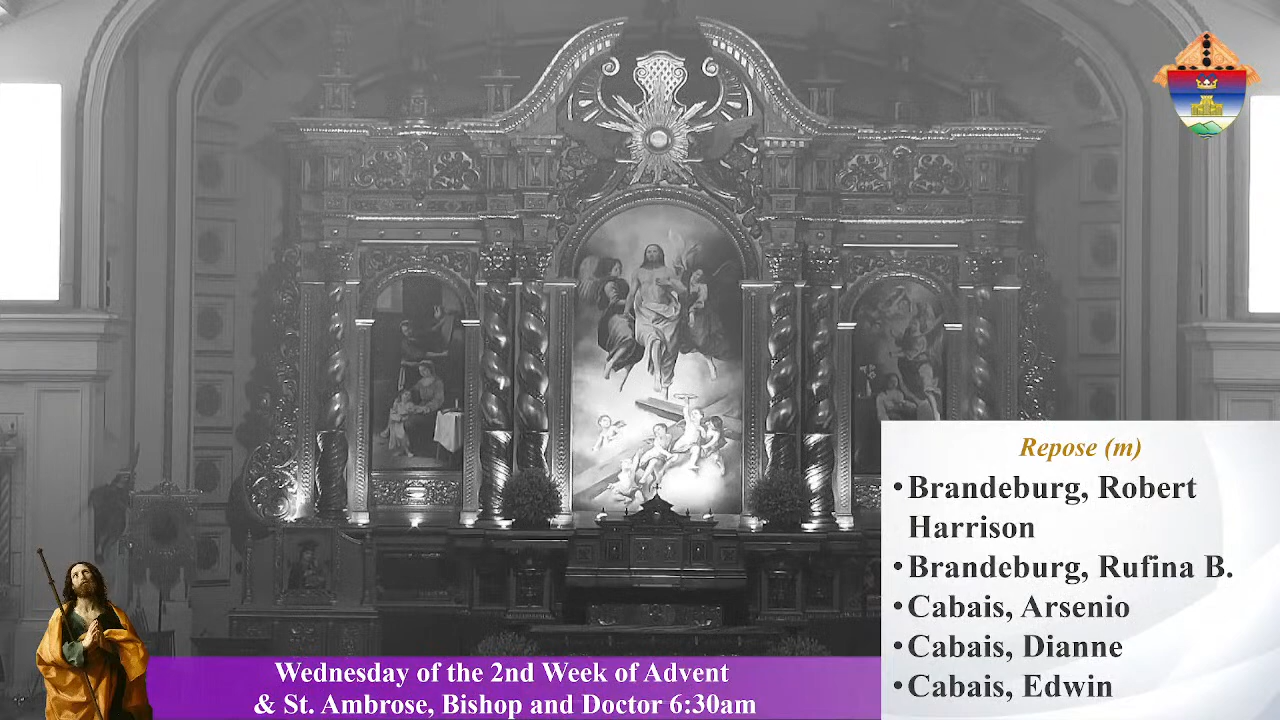 Repose (m)
•Brandeburg, Robert
Harrison
•Brandeburg, Rufina B.
•Cabais, Arsenio
•Cabais, Dianne
•Cabais, Edwin
Wednesday of the 2nd Week of Advent
& St. Ambrose, Bishop and Doctor 6:30am